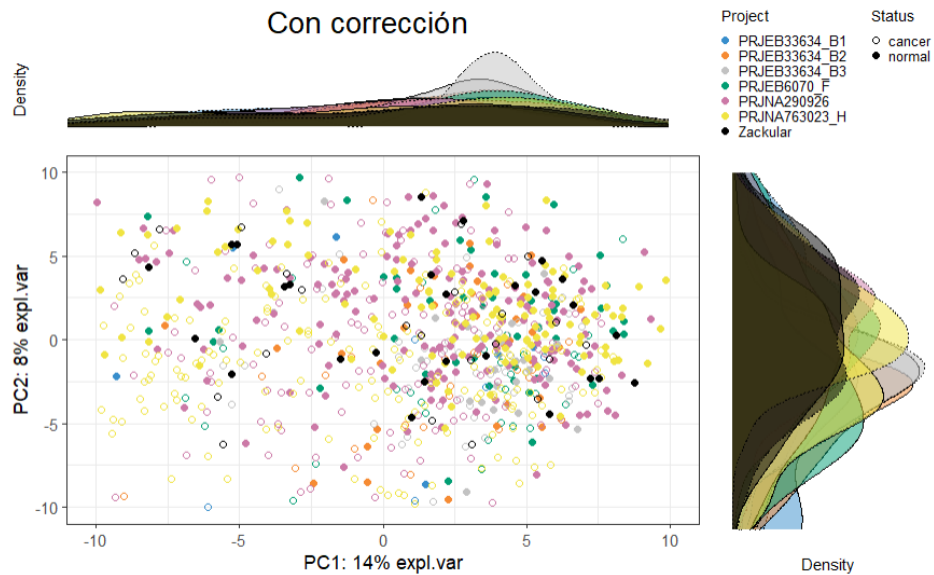 Con corrección
Project
PRJEB33634_B1
PRJEB33634_B2
PRJEB33634_B3
PRJEB6070_F
PRJNA290926
PRJNA763023_H
Zackular
Status
cancer
normal
Density
10
5
0
-5
-10
PC2: 8% expl.var
-10
-5
0
5
10
PC1: 14% expl.var
Density